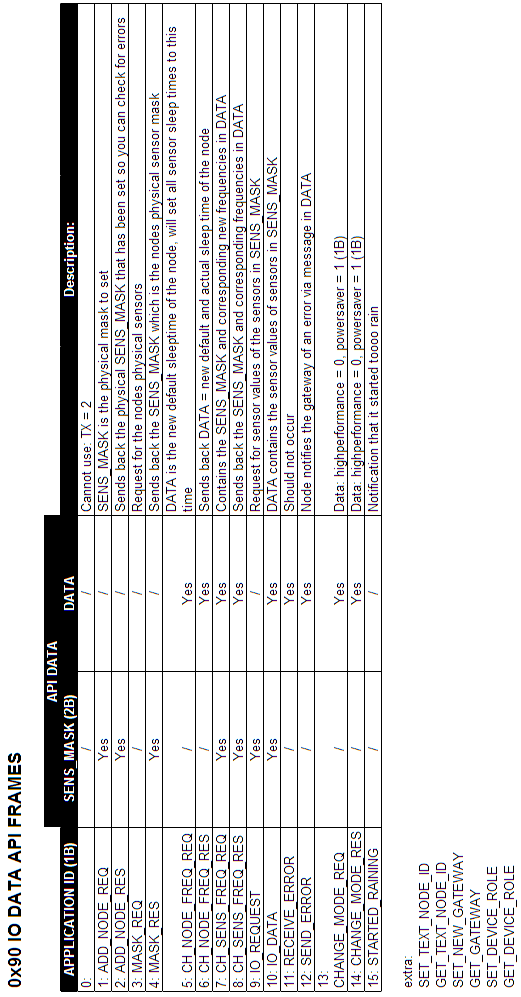 0x90 IO DATA API FRAMES
API DATA
APPLICATION ID (1B) SENS_MASK (2B) DATA Description:
0: / / Cannot use: TX = 2
1: ADD_NODE_REQ Yes / SENS_MASK is the physical mask to set
2: ADD_NODE_RES Yes / Sends back the physical SENS_MASK that has been set so you can check for errors
3: MASK_REQ / / Request for the nodes physical sensors
4: MASK_RES Yes / Sends back the SENS_MASK which is the nodes physical sensor mask
DATA is the new default sleeptime of the node, will set all sensor sleep times to this
5: CH_NODE_FREQ_REQ / Yes time
6: CH_NODE_FREQ_RES / Yes Sends back DATA = new default and actual sleep time of the node
7: CH_SENS_FREQ_REQ Yes Yes Contains the SENS_MASK and corresponding new frequencies in DATA
8: CH_SENS_FREQ_RES Yes Yes Sends back the SENS_MASK and corresponding frequencies in DATA
9: IO_REQUEST Yes / Request for sensor values of the sensors in SENS_MASK
10: IO_DATA Yes Yes DATA contains the sensor values of sensors in SENS_MASK
11: RECEIVE_ERROR / Yes Should not occur
12: SEND_ERROR / Yes Node notifies the gateway of an error via message in DATA
13:
CHANGE_MODE_REQ / Yes Data: highperformance = 0, powersaver = 1 (1B)
14: CHANGE_MODE_RES / Yes Data: highperformance = 0, powersaver = 1 (1B)
15: STARTED_RAINING / / Notification that it started toooo rain
extra:
SET_TEXT_NODE_ID
GET_TEXT_NODE_ID
SET_NEW_GATEWAY
GET_GATEWAY
SET_DEVICE_ROLE
GET_DEVICE_ROLE